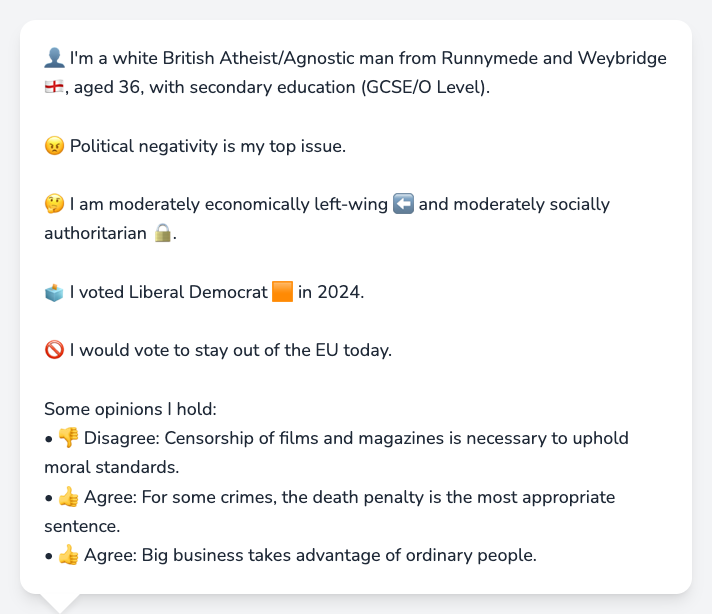 👤 I'm a white British Atheist/Agnostic man from Runnymede and Weybridge
🏴󠁧󠁢󠁥󠁮󠁧󠁿, aged 36, with secondary education (GCSE/O Level).
😠 Political negativity is my top issue.
🤔 I am moderately economically left-wing ⬅️ and moderately socially
authoritarian 🔒.
🗳️ I voted Liberal Democrat 🟧 in 2024.
🚫 I would vote to stay out of the EU today.
Some opinions I hold:
• 👎 Disagree: Censorship of films and magazines is necessary to uphold
moral standards.
• 👍 Agree: For some crimes, the death penalty is the most appropriate
sentence.
• 👍 Agree: Big business takes advantage of ordinary people.